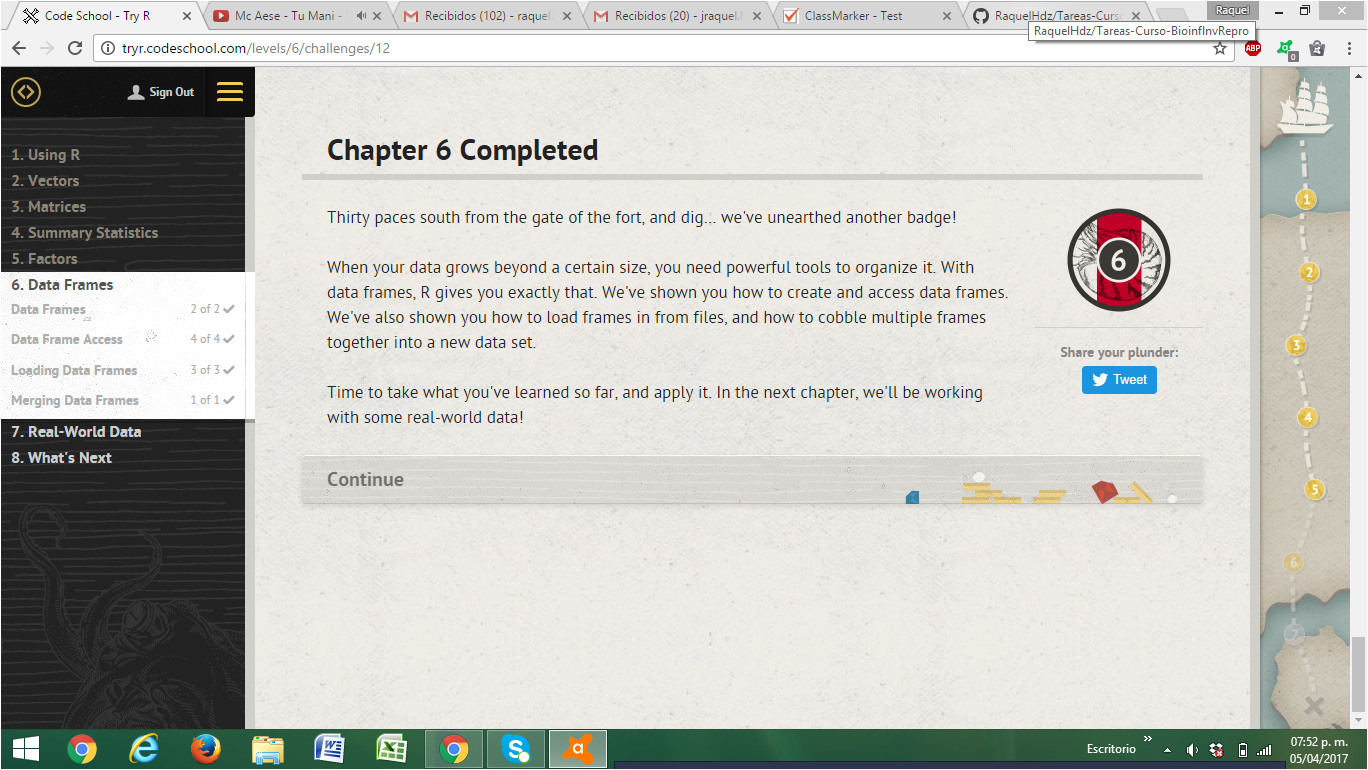 Code School - Try R
Mc Aese - Tu Mani -
Recibidos (102) - raquel.
Recibidos (20) - jraquel.
ClassMarker - Test
RaquelHdz/Tareas-Curso
Raquel
RaquelHdz/Tareas-Curso-BioinfInvRepro
tryr.codeschool.com/levels/6/challenges/12
ABP
0
Sign Out
1. Using R
2. Vectors
3. Matrices
4. Summary Statistics
5. Factors
6. Data Frames
Data Frames 2 of 2
Data Frame Access 4 of 4
Loading Data Frames 3 of 3
Merging Data Frames 1 of 1
7. Real-World Data
8. What's Next
Chapter 6 Completed
Thirty paces south from the gate of the fort, and dig... we've unearthed another badge!
When your data grows beyond a certain size, you need powerful tools to organize it. With
data frames, R gives you exactly that. We've shown you how to create and access data frames.
We've also shown you how to load frames in from files, and how to cobble multiple frames
together into a new data set.
Time to take what you've learned so far, and apply it. In the next chapter, we'll be working
with some real-world data!
6
Share your plunder:
Tweet
Continue
1
2
3
4
5
6
7
Escritorio
07:52 p. m.
05/04/2017